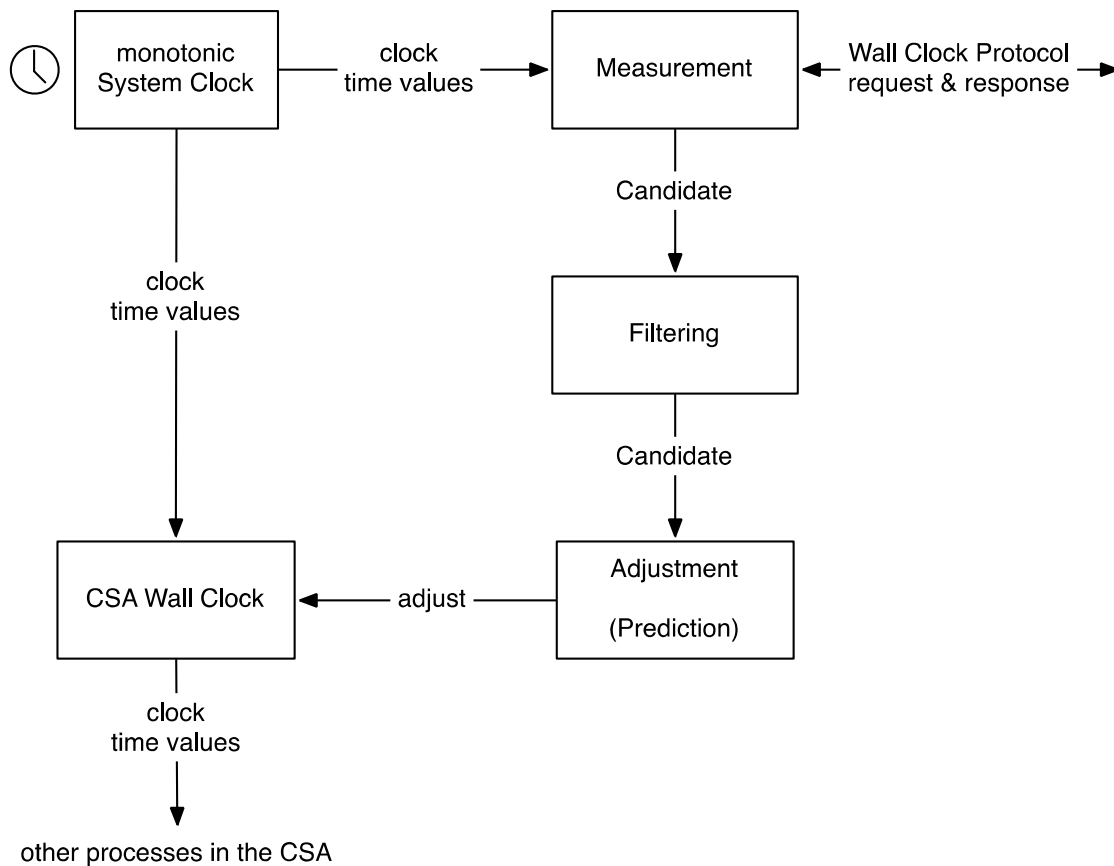 monotonic
System Clock
clock
time values
Measurement
Wall Clock Protocol
request & response
Candidate
clock
time values
Filtering
Candidate
CSA Wall Clock
adjust
Adjustment
(Prediction)
clock
time values
other processes in the CSA